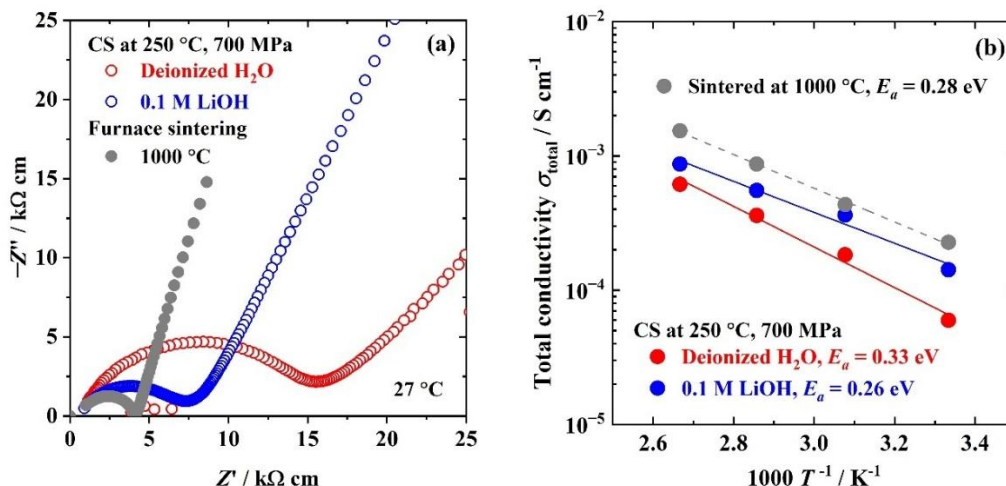 (a)
CS at 250 °C, 700 MPa
Deionized H₂O
0.1 M LiOH
Furnace sintering
1000 °C
27 °C
–Z'' / kΩ cm
25
20
15
10
5
0
0 5 10 15 20 25
Z' / kΩ cm
(b)
Sintered at 1000 °C, Eₐ = 0.28 eV
CS at 250 °C, 700 MPa
Deionized H₂O, Eₐ = 0.33 eV
0.1 M LiOH, Eₐ = 0.26 eV
Total conductivity σtotal / S cm⁻¹
10⁻²
10⁻³
10⁻⁴
10⁻⁵
2.6 2.8 3.0 3.2 3.4
1000 T⁻¹ / K⁻¹